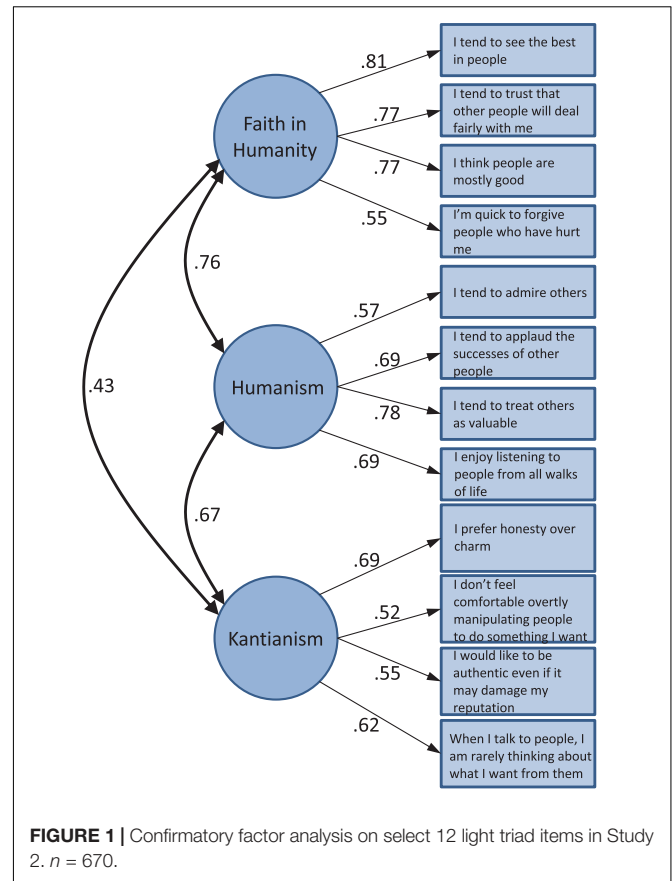 .81
I tend to see the best
in people
Faith in
Humanity
.77
I tend to trust that
other people will deal
fairly with me
.77
I think people are
mostly good
.55
I'm quick to forgive
people who have hurt
me
.76
.57
I tend to admire others
Humanism
.69
I tend to applaud the
successes of other
people
.43
.78
I tend to treat others
as valuable
.69
I enjoy listening to
people from all walks
of life
.67
.69
I prefer honesty over
charm
Kantianism
.52
I don't feel
comfortable overtly
manipulating people
to do something I want
.55
I would like to be
authentic even if it
may damage my
reputation
.62
When I talk to people, I
am rarely thinking about
what I want from them
FIGURE 1 | Confirmatory factor analysis on select 12 light triad items in Study
2. n = 670.